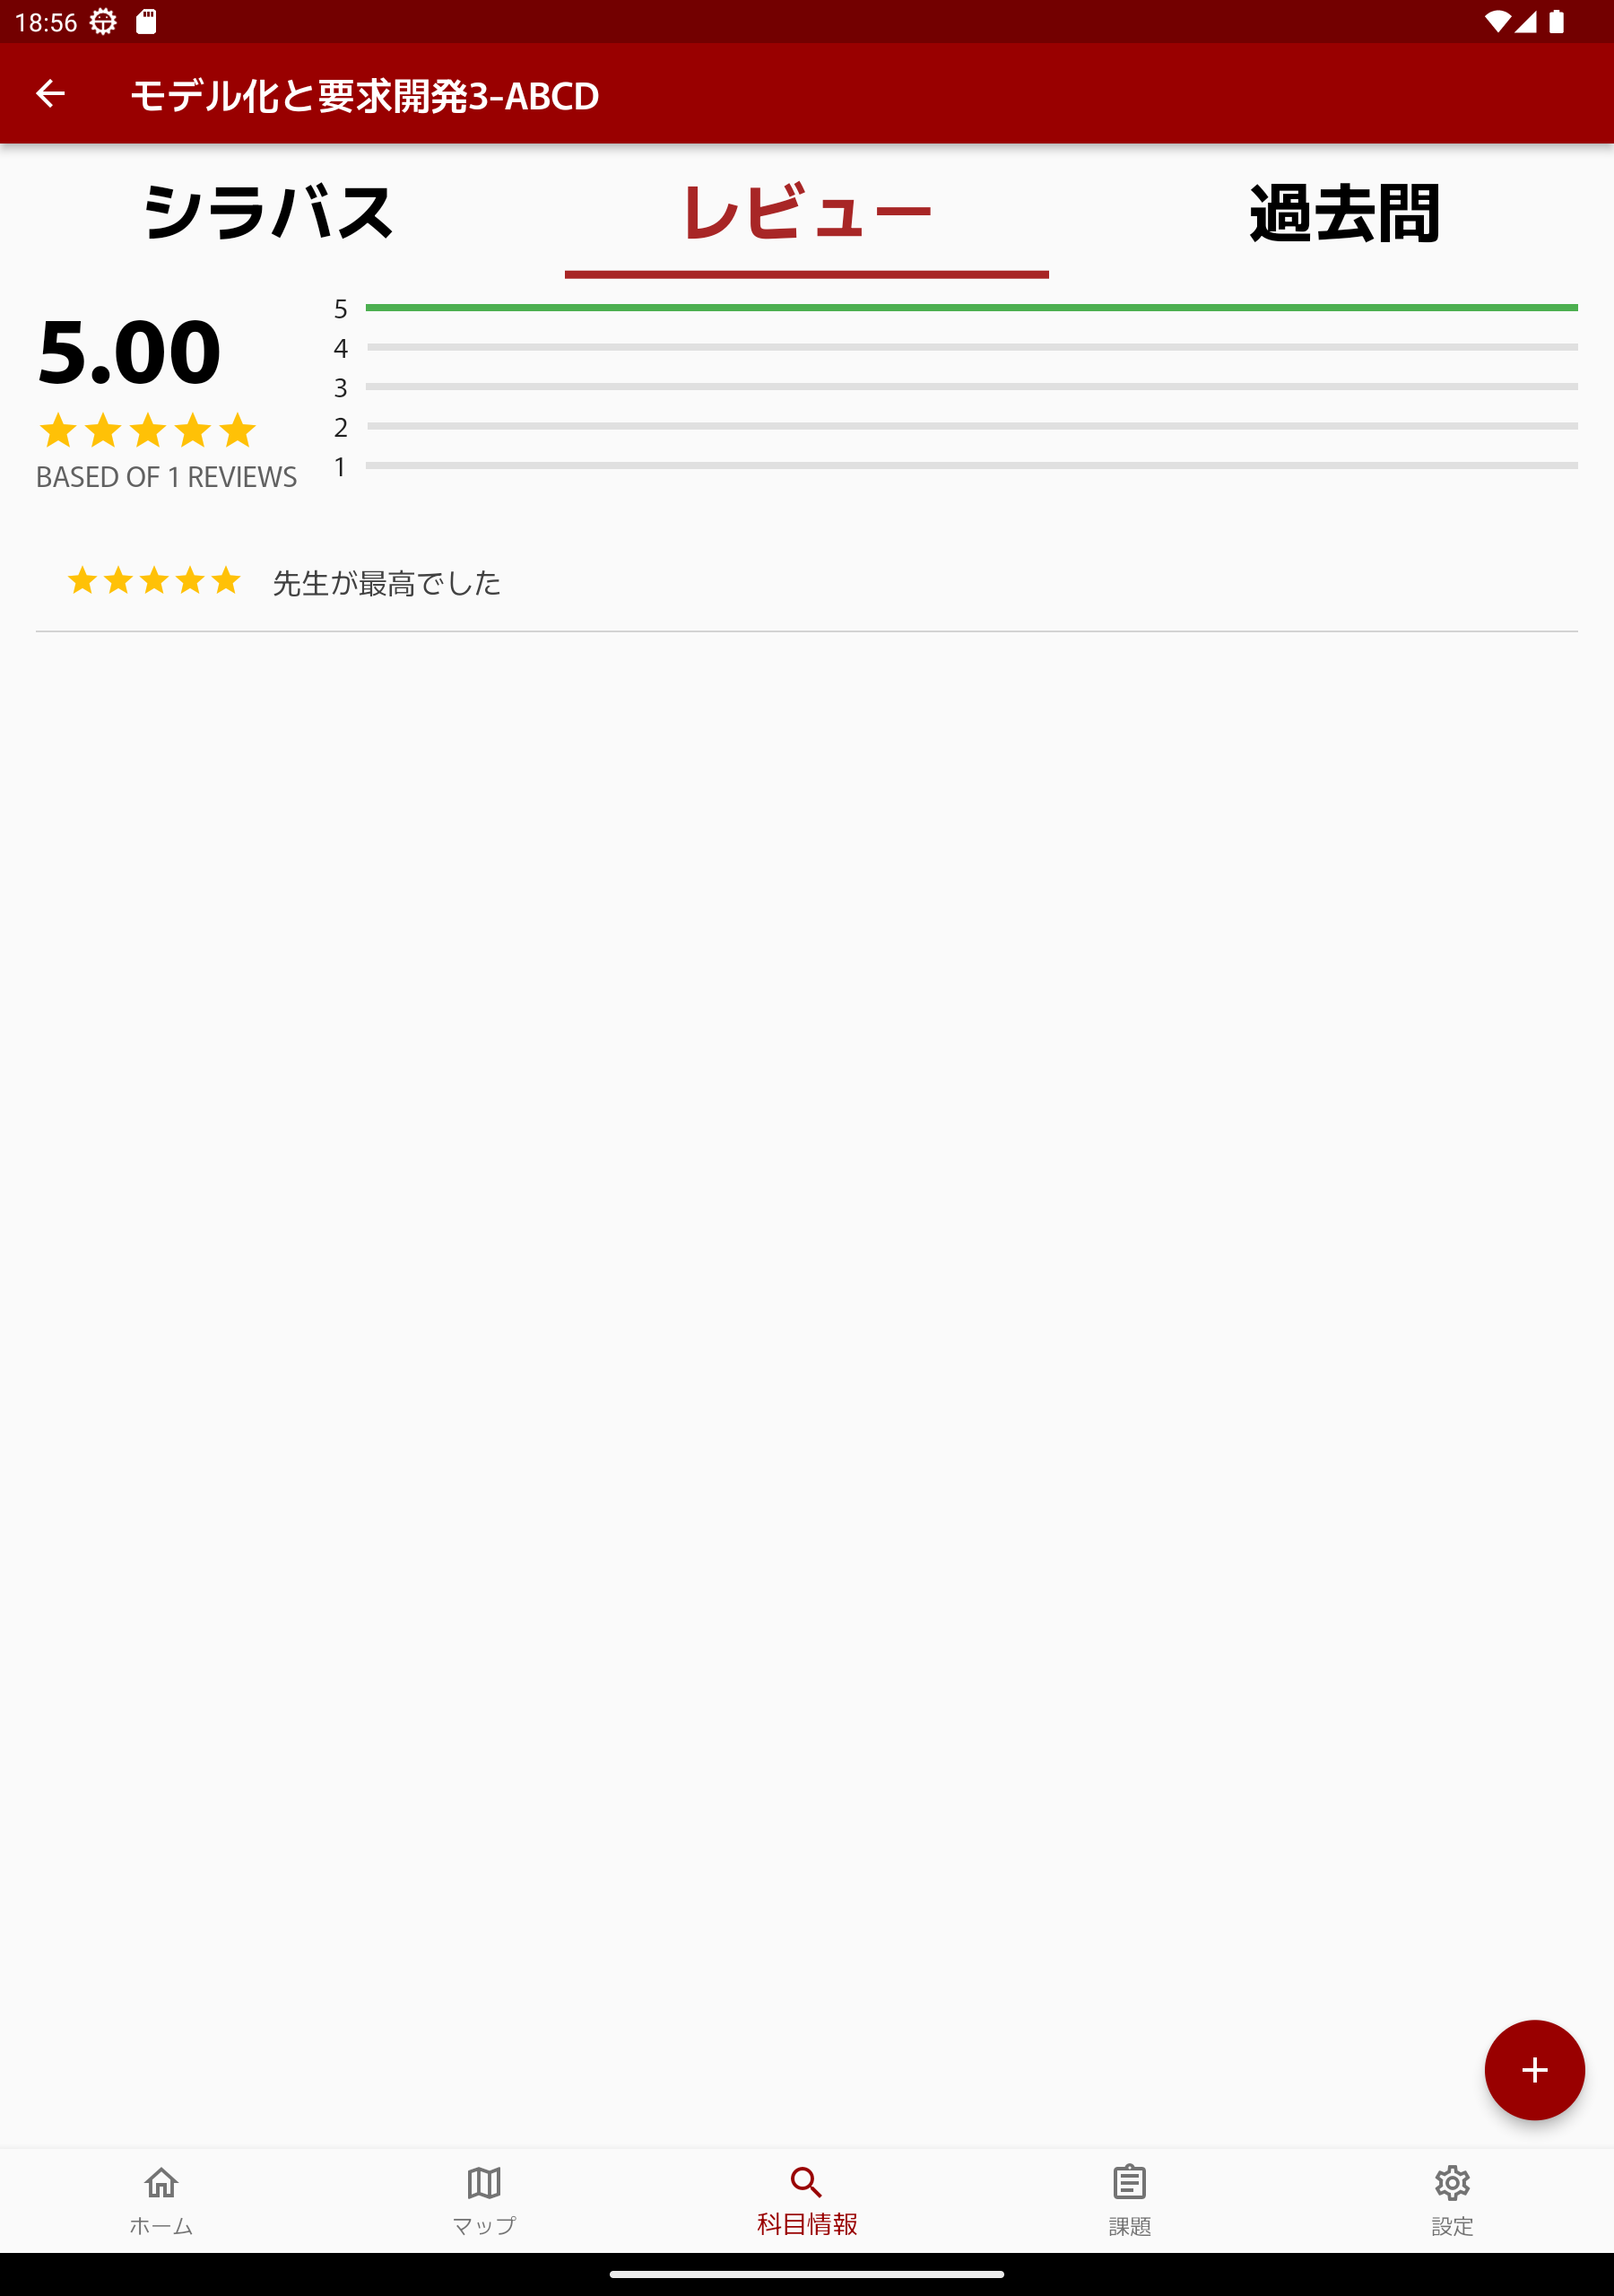 18:56
モデル化と要求開発3-ABCD
シラバス レビュー 過去問
5.00
5
4
3
2
1
BASED OF 1 REVIEWS
先生が最高でした
ホーム マップ 科目情報 課題 設定